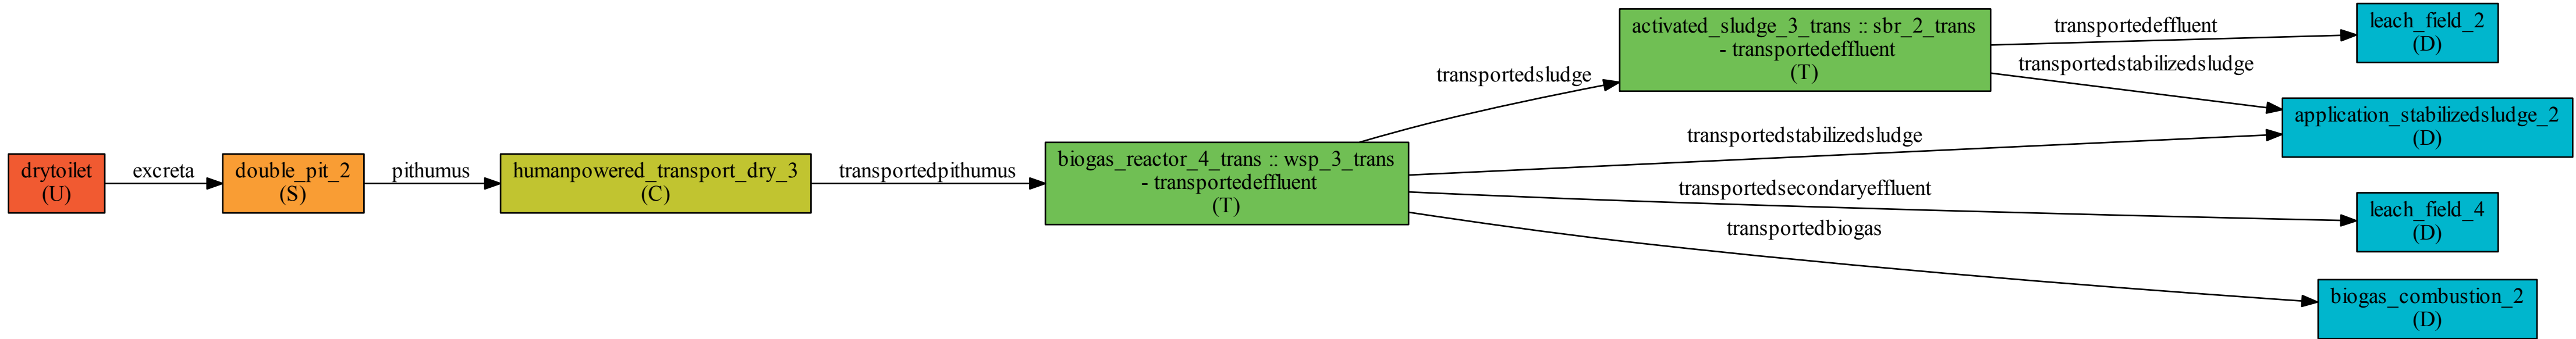 drytoilet
(U)
excreta
double_pit_2
(S)
pithumus
humanpowered_transport_dry_3
(C)
transportedpithumus
biogas_reactor_4_trans :: wsp_3_trans
- transportedeffluent
(T)
transportedsludge
activated_sludge_3_trans :: sbr_2_trans
- transportedeffluent
(T)
transportedeffluent
transportedstabilizedsludge
transportedstabilizedsludge
transportedsecondaryeffluent
transportedbiogas
leach_field_2
(D)
application_stabilizedsludge_2
(D)
leach_field_4
(D)
biogas_combustion_2
(D)